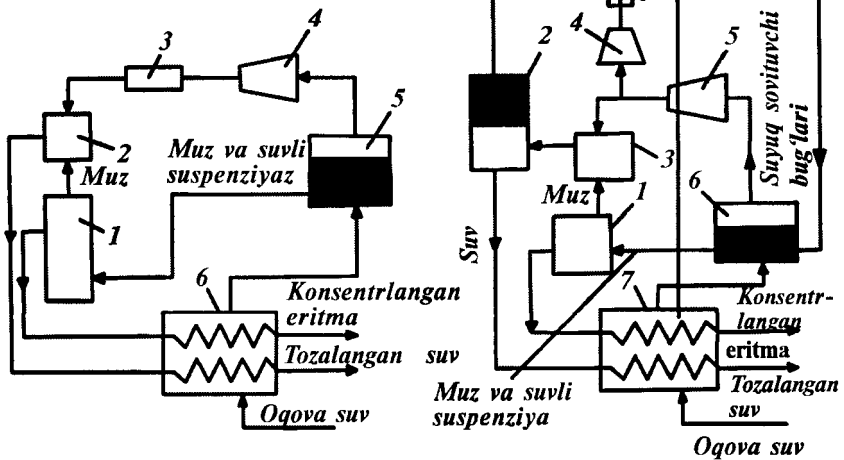 4
3
5
2
Muz va suvli
suspenziyaz
Muz
1
6
Konsentrlangan
eritma
Tozalangan suv
Oqova suv
4
2
5
Suyuq sovituvchi
bug'lari
3
Muz
1
6
Suv
7
Konsentr-
langan
eritma
Muz va suvli
suspenziya
Tozalangan
suv
Oqova suv